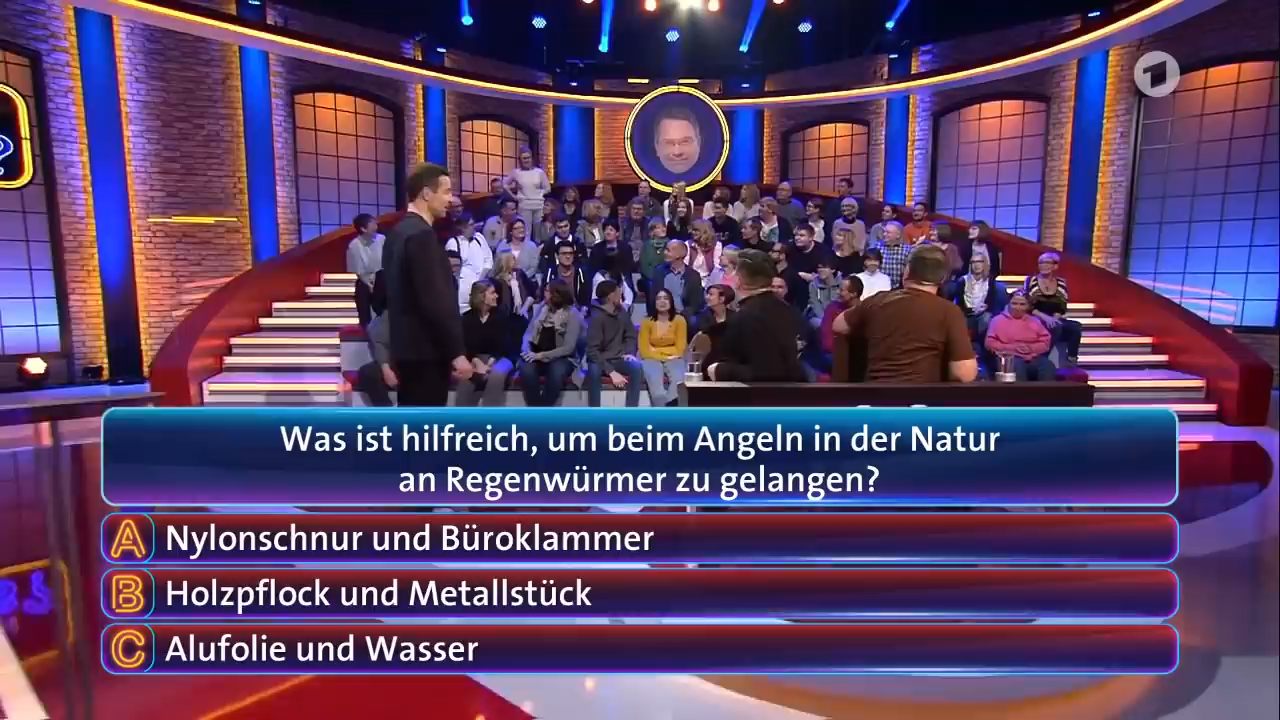 1
Was ist hilfreich, um beim Angeln in der Natur
an Regenwürmer zu gelangen?
A Nylonschnur und Büroklammer
B Holzpflock und Metallstück
C Alufolie und Wasser